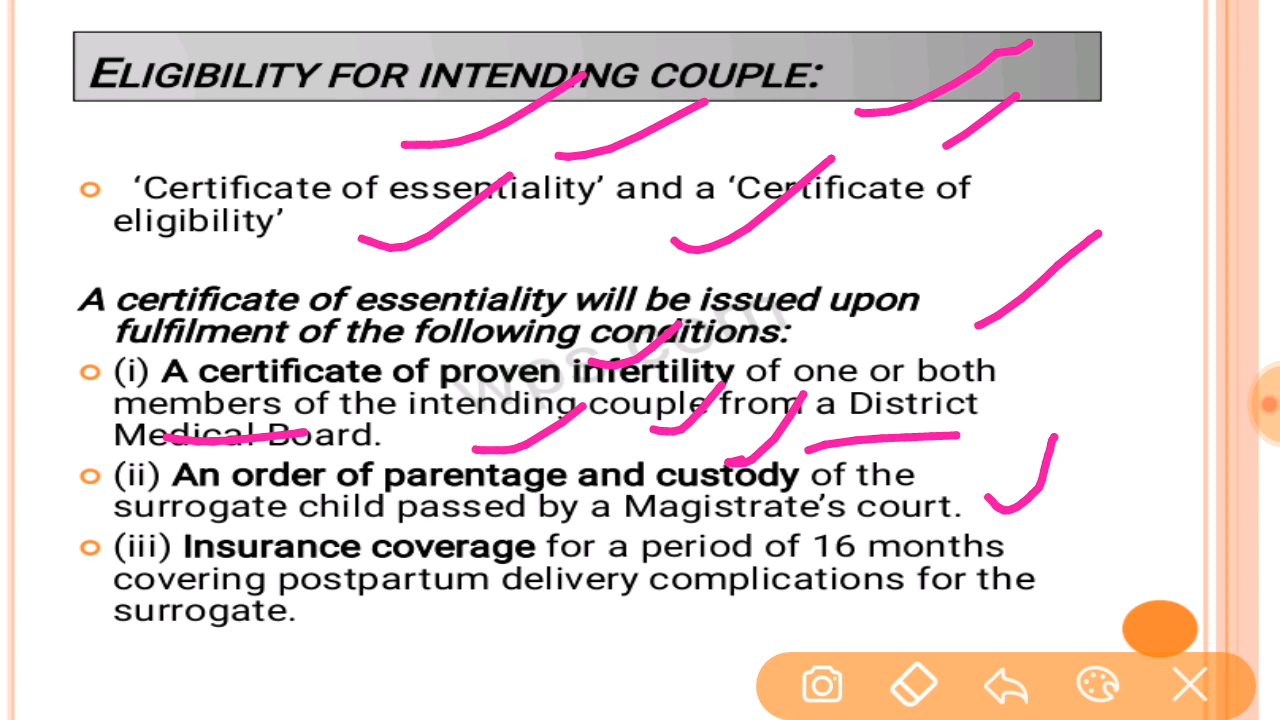 ELIGIBILITY FOR INTENDING COUPLE:
'Certificate of essentiality' and a 'Certificate of
eligibility'
A certificate of essentiality will be issued upon
fulfilment of the following conditions:
(i) A certificate of proven infertility of one or both
members of the intending couple from a District
Medical Board.
(ii) An order of parentage and custody of the
surrogate child passed by a Magistrate's court.
(iii) Insurance coverage for a period of 16 months
covering postpartum delivery complications for the
surrogate.
wps.com